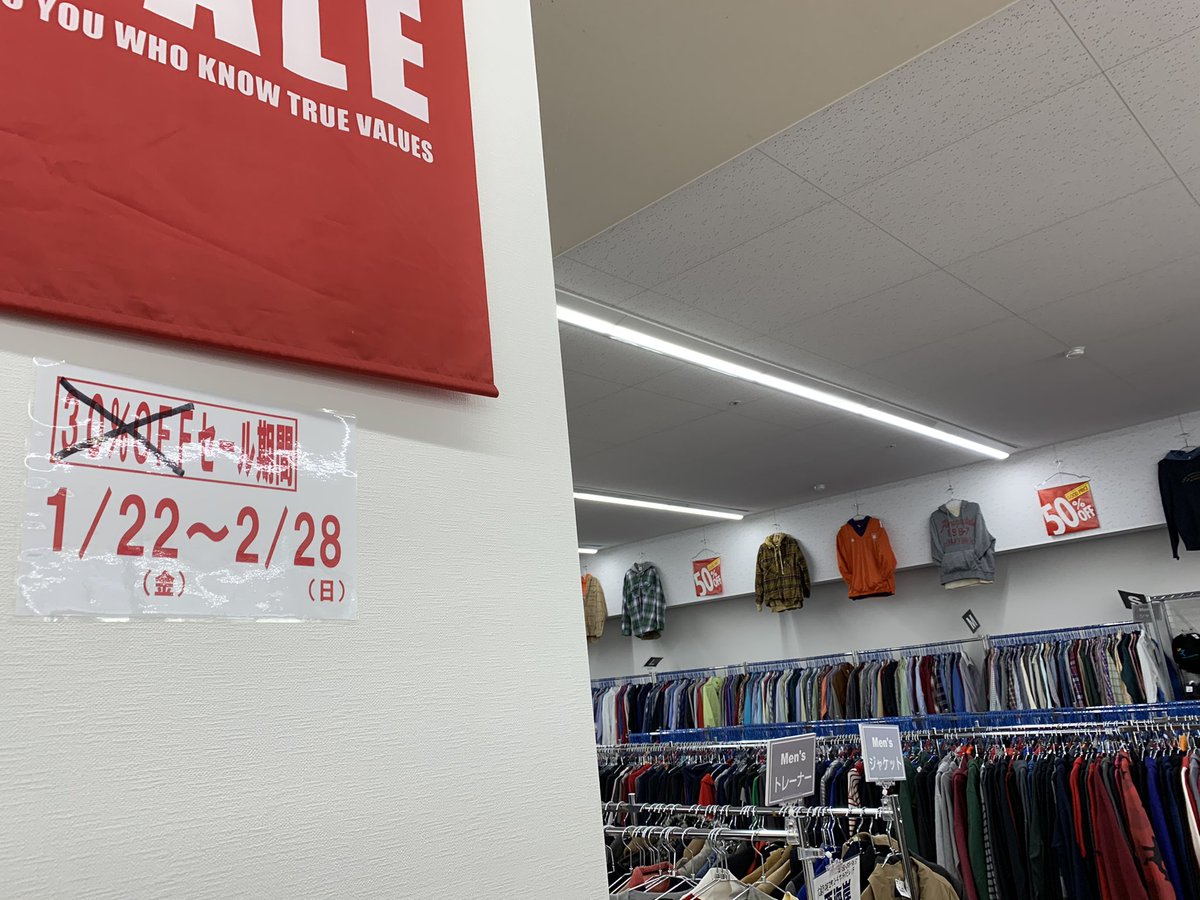 ALE
YOU WHO KNOW TRUE VALUES
30%OFFセール期間
1/22～2/28
(金)
(日)
50%
OFF
50%
OFF
Men's
トレーナー
Men's
ジャケット
M